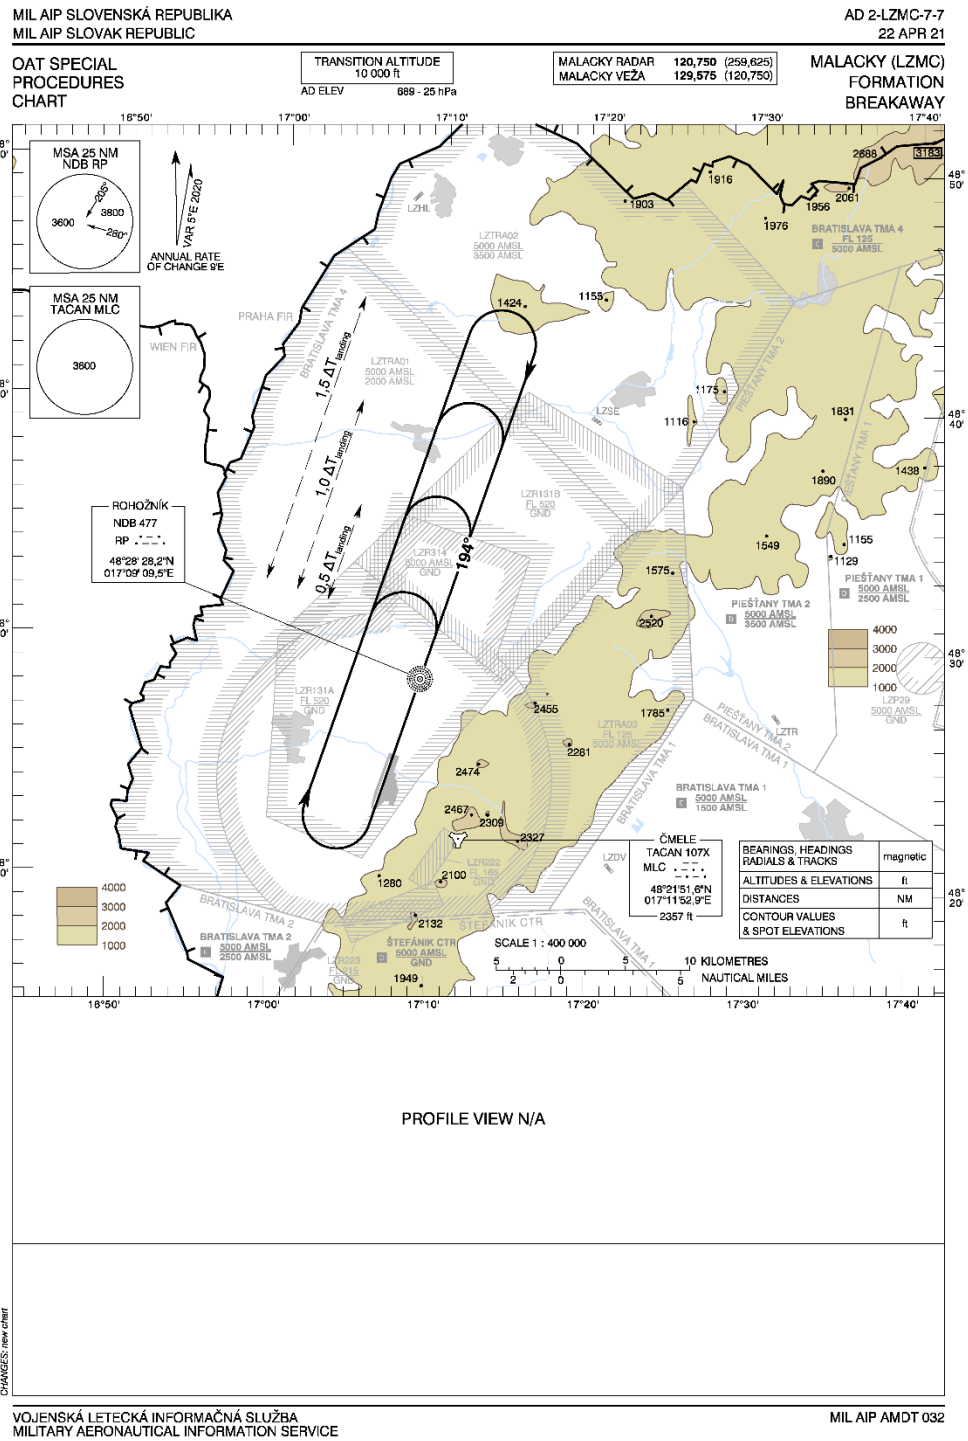 MIL AIP SLOVENSKÁ REPUBLIKA
MIL AIP SLOVAK REPUBLIC
AD 2-LZMC-7-7
22 APR 21
OAT SPECIAL
PROCEDURES
CHART
TRANSITION ALTITUDE
10 000 ft
AD ELEV 689 - 25 hPa
MALACKY RADAR 120,750 (259,625)
MALACKY VEŽA 129,575 (120,750)
MALACKY (LZMC)
FORMATION
BREAKAWAY
16°50' 17°00' 17°10' 17°20' 17°30' 17°40'
MSA 25 NM
NDB RP
205°
3600
3800
280°
VAR 5°E 2020
ANNUAL RATE
OF CHANGE 9'E
MSA 25 NM
TACAN MLC
3600
WIEN FIR
PRAHA FIR
BRATISLAVA TMA 4
LZHL
LZTRA02
5000 AMSL
3500 AMSL
1424
1155
1903
1916
1976
1956
2061
2688
3183
48°
50'
BRATISLAVA TMA 4
C
FL 125
5000 AMSL
LZTRA01
5000 AMSL
2000 AMSL
1,5 ΔT landing
1,0 ΔT landing
0,5 ΔT landing
LZSE
1175
1116
PIEŠŤANY TMA 2
PIEŠŤANY TMA 1
1831
1890
1438
48°
40'
1549
1155
1129
ROHOŽNÍK
NDB 477
RP
48°28' 28,2"N
017°09' 09,5"E
LZR131B
FL 520
GND
LZR314
5000 AMSL
GND
194°
1575
2520
PIEŠŤANY TMA 1
D
5000 AMSL
2500 AMSL
PIEŠŤANY TMA 2
D
5000 AMSL
3500 AMSL
4000
3000
2000
1000
48°
30'
LZP29
5000 AMSL
GND
LZR131A
FL 520
GND
2455
1785
LZTRA03
FL 125
5000 AMSL
2281
2474
PIEŠŤANY TMA 2
BRATISLAVA TMA 1
LZTR
BRATISLAVA TMA 1
BRATISLAVA TMA 1
C
5000 AMSL
1500 AMSL
2467
2309
2327
LZR222
FL 165
GND
2100
1280
2132
LZDV
ČMELE
TACAN 107X
MLC
48°21'51,6"N
017°11'52,9"E
2357 ft
BEARINGS, HEADINGS
RADIALS & TRACKS magnetic
ALTITUDES & ELEVATIONS ft
DISTANCES NM
CONTOUR VALUES
& SPOT ELEVATIONS ft
48°
20'
4000
3000
2000
1000
BRATISLAVA TMA 2
BRATISLAVA TMA 2
5000 AMSL
2500 AMSL
LZR223
FL 215
GND
ŠTEFÁNIK CTR
D
5000 AMSL
GND
ŠTEFÁNIK CTR
BRATISLAVA TMA 1
1949
SCALE 1 : 400 000
5 0 5 10 KILOMETRES
2 0 5 NAUTICAL MILES
16°50' 17°00' 17°10' 17°20' 17°30' 17°40'
PROFILE VIEW N/A
CHANGES: new chart
VOJENSKÁ LETECKÁ INFORMAČNÁ SLUŽBA
MILITARY AERONAUTICAL INFORMATION SERVICE
MIL AIP AMDT 032